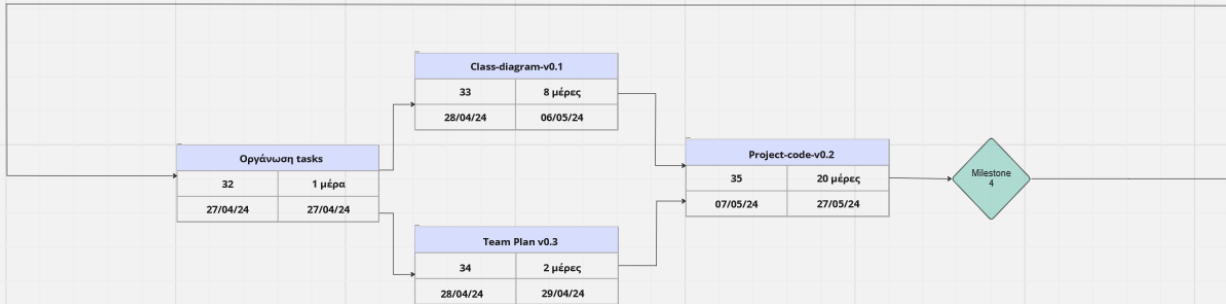 Class-diagram-v0.1
33 8 μέρες
28/04/24 06/05/24
Οργάνωση tasks
32 1 μέρα
27/04/24 27/04/24
Project-code-v0.2
35 20 μέρες
07/05/24 27/05/24
Milestone
4
Team Plan v0.3
34 2 μέρες
28/04/24 29/04/24